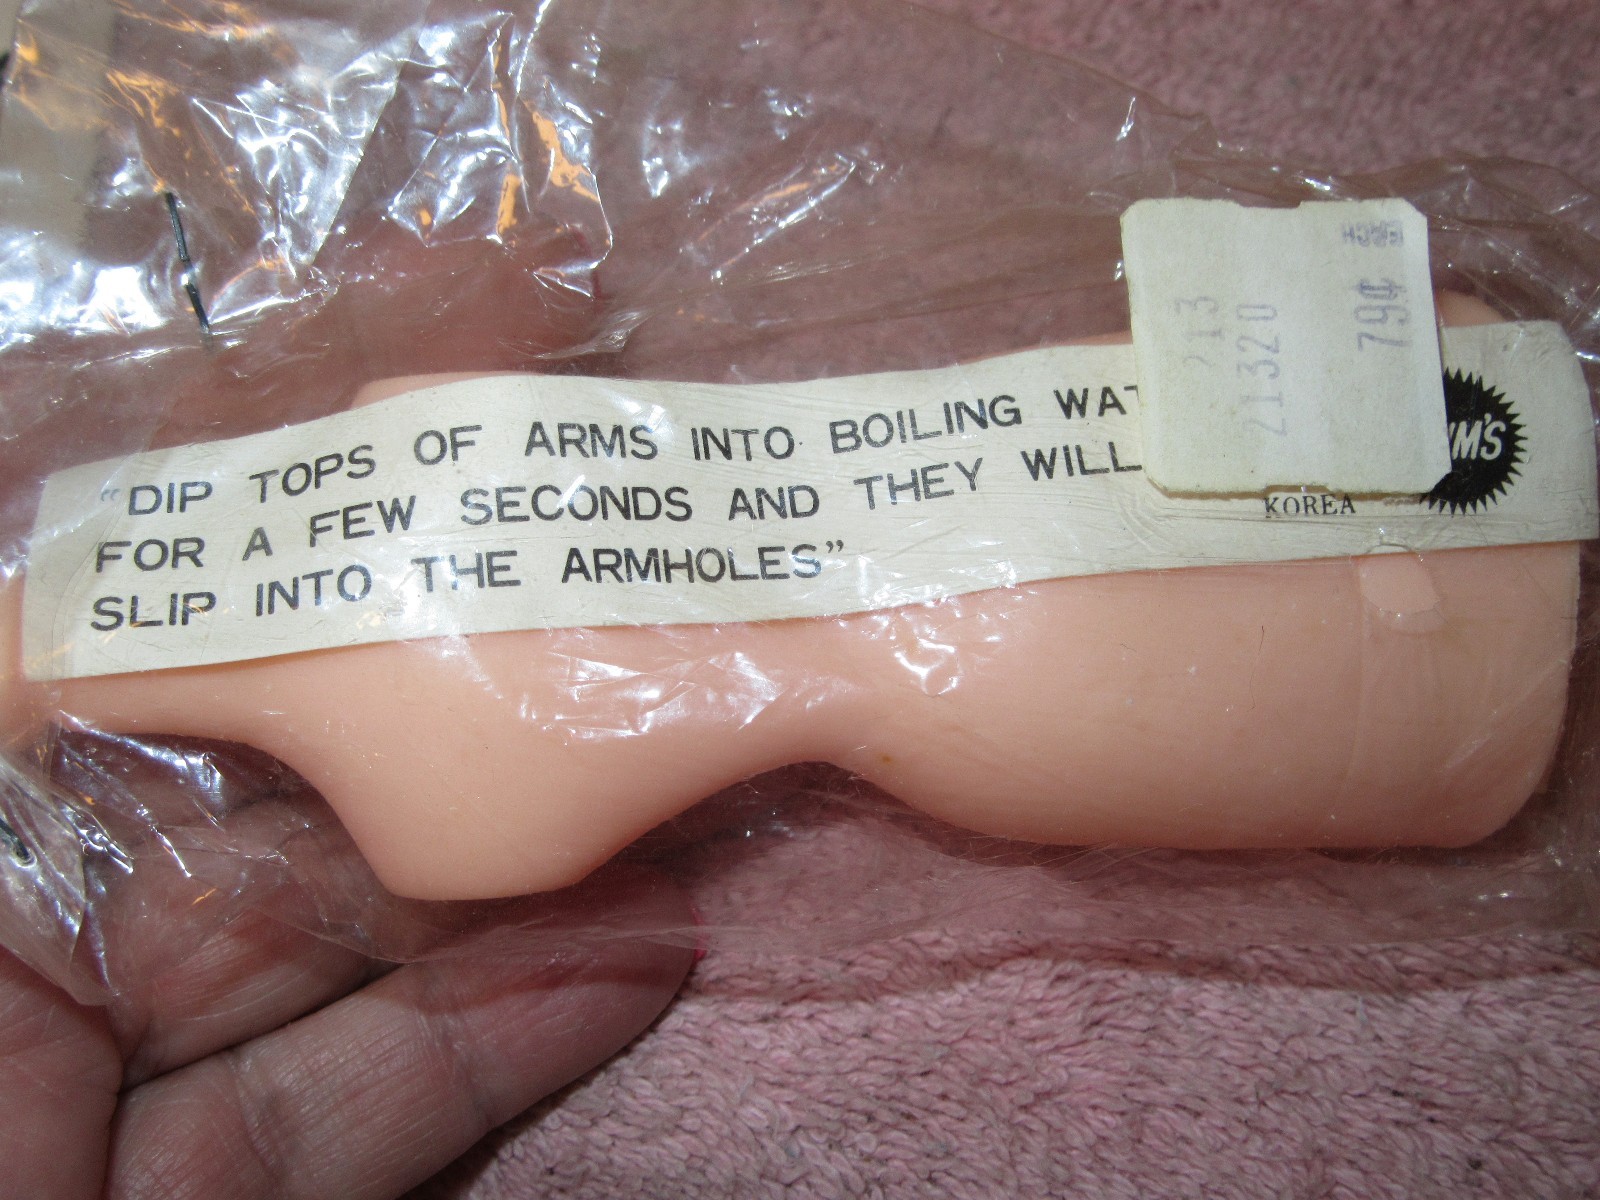 "DIP TOPS OF ARMS INTO BOILING WAT
FOR A FEW SECONDS AND THEY WILL
SLIP INTO THE ARMHOLES"
KOREA
IM'S
213
21320
79¢